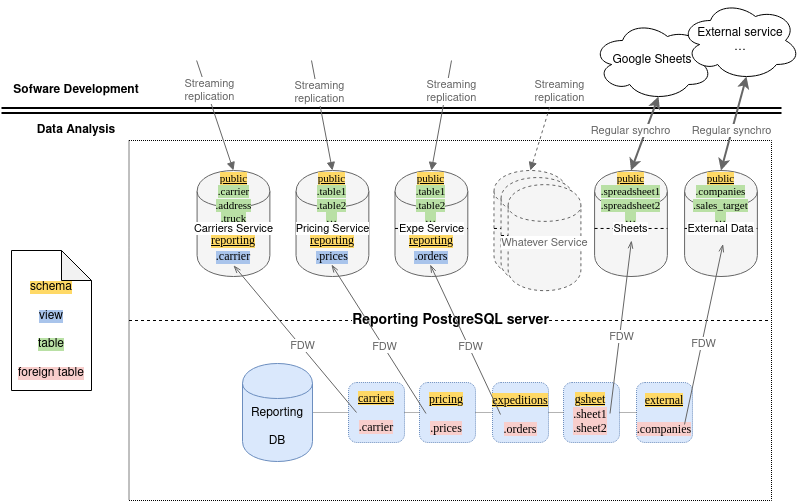 External service
...
Google Sheets
Sofware Development
Streaming
replication
Streaming
replication
Streaming
replication
Streaming
replication
Regular synchro
Regular synchro
Data Analysis
public
.carrier
.address
.truck
Carriers Service
reporting
.carrier
public
.table1
.table2
...
Pricing Service
reporting
.prices
public
.table1
.table2
...
Expe Service
reporting
.orders
Whatever Service
public
.spreadsheet1
.spreadsheet2
...
Sheets
public
.companies
.sales_target
...
External Data
schema
view
table
foreign table
Reporting PostgreSQL server
FDW
FDW
FDW
FDW
FDW
Reporting
DB
carriers
.carrier
pricing
.prices
expeditions
.orders
gsheet
.sheet1
.sheet2
external
.companies